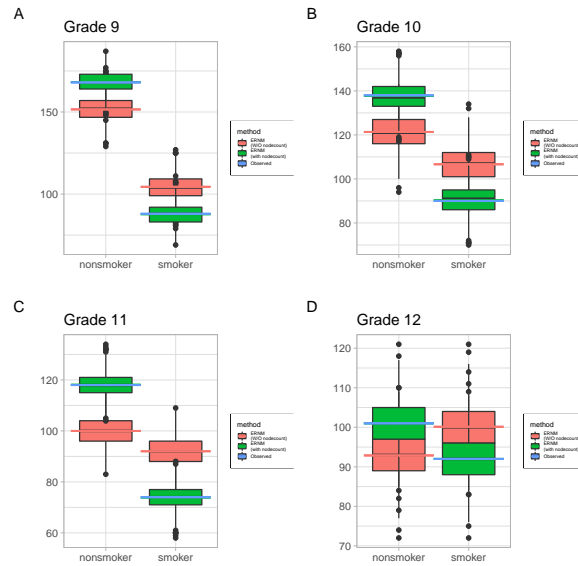 A
Grade 9
150
100
nonsmoker smoker
method
ERNM
(W/O nodecount)
ERNM
(with nodecount)
Observed
B
Grade 10
160
140
120
100
80
nonsmoker smoker
method
ERNM
(W/O nodecount)
ERNM
(with nodecount)
Observed
C
Grade 11
120
100
80
60
nonsmoker smoker
method
ERNM
(W/O nodecount)
ERNM
(with nodecount)
Observed
D
Grade 12
120
110
100
90
80
70
nonsmoker smoker
method
ERNM
(W/O nodecount)
ERNM
(with nodecount)
Observed